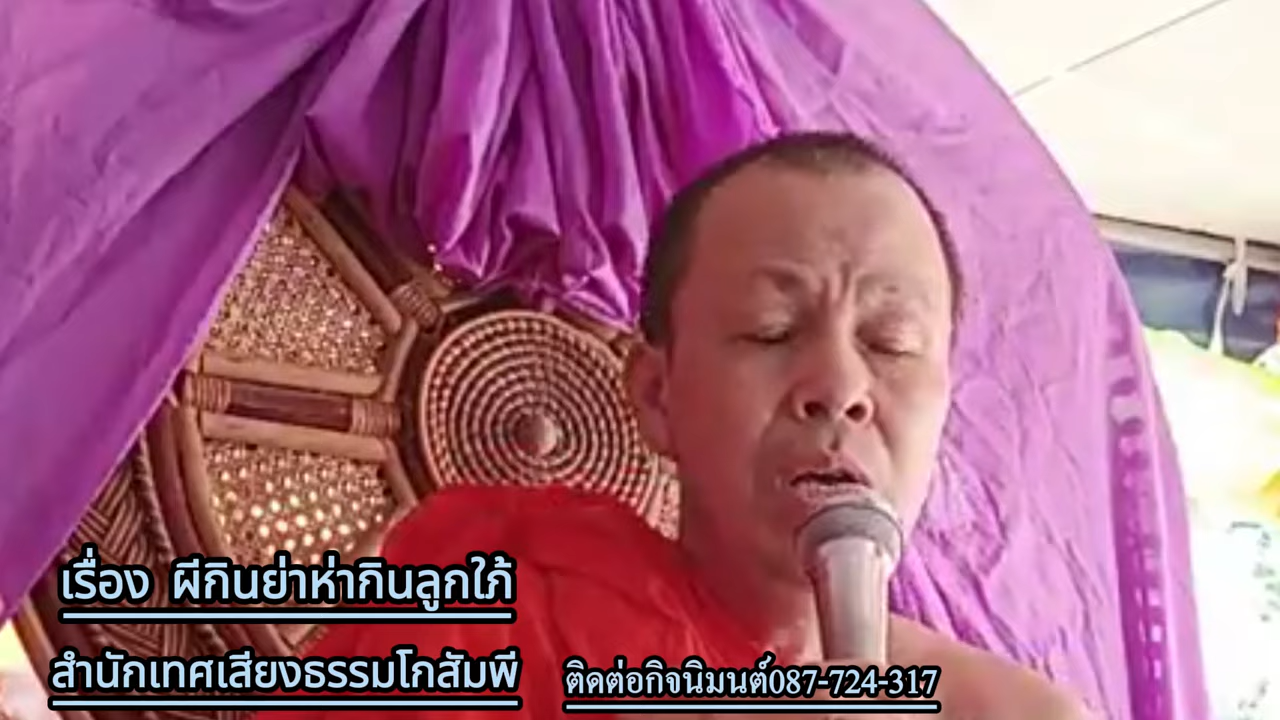 เรื่อง ผีกินย่าห่ากินลูกใภ้
สำนักเทศเสียงธรรมโกสัมพี
ติดต่อกิจนิมนต์087-724-317